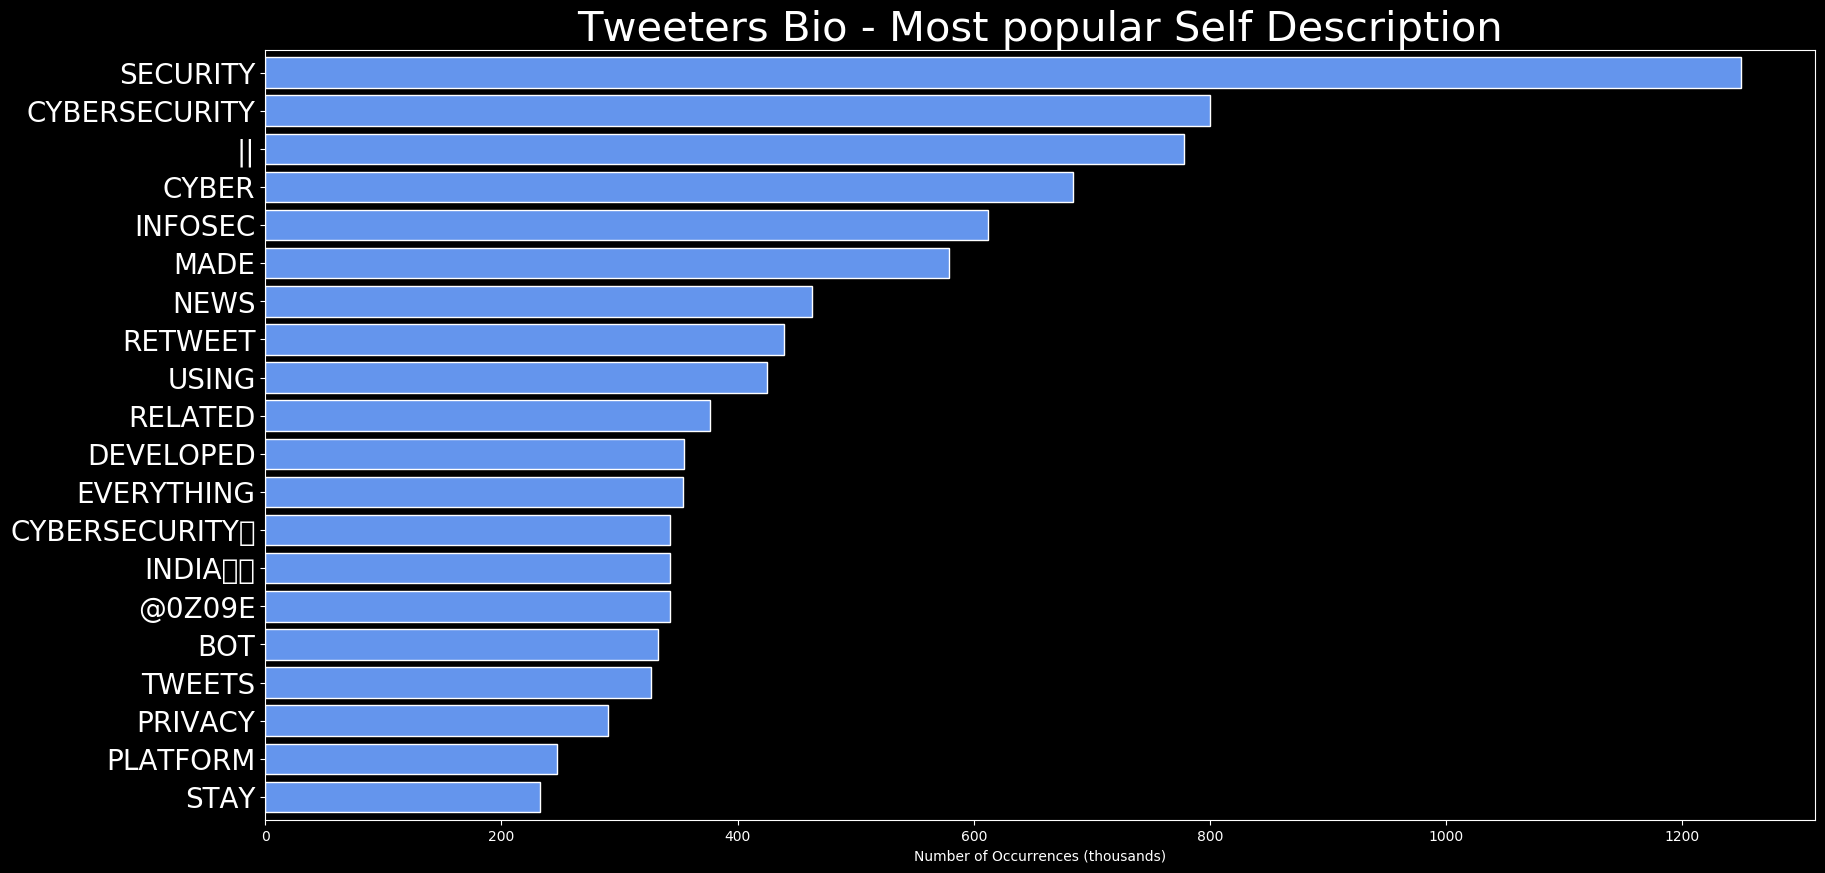 Tweeters Bio - Most popular Self Description
SECURITY
CYBERSECURITY
||
CYBER
INFOSEC
MADE
NEWS
RETWEET
USING
RELATED
DEVELOPED
EVERYTHING
CYBERSECURITY▯
INDIA▯▯
@0Z09E
BOT
TWEETS
PRIVACY
PLATFORM
STAY
0 200 400 600 800 1000 1200
Number of Occurrences (thousands)